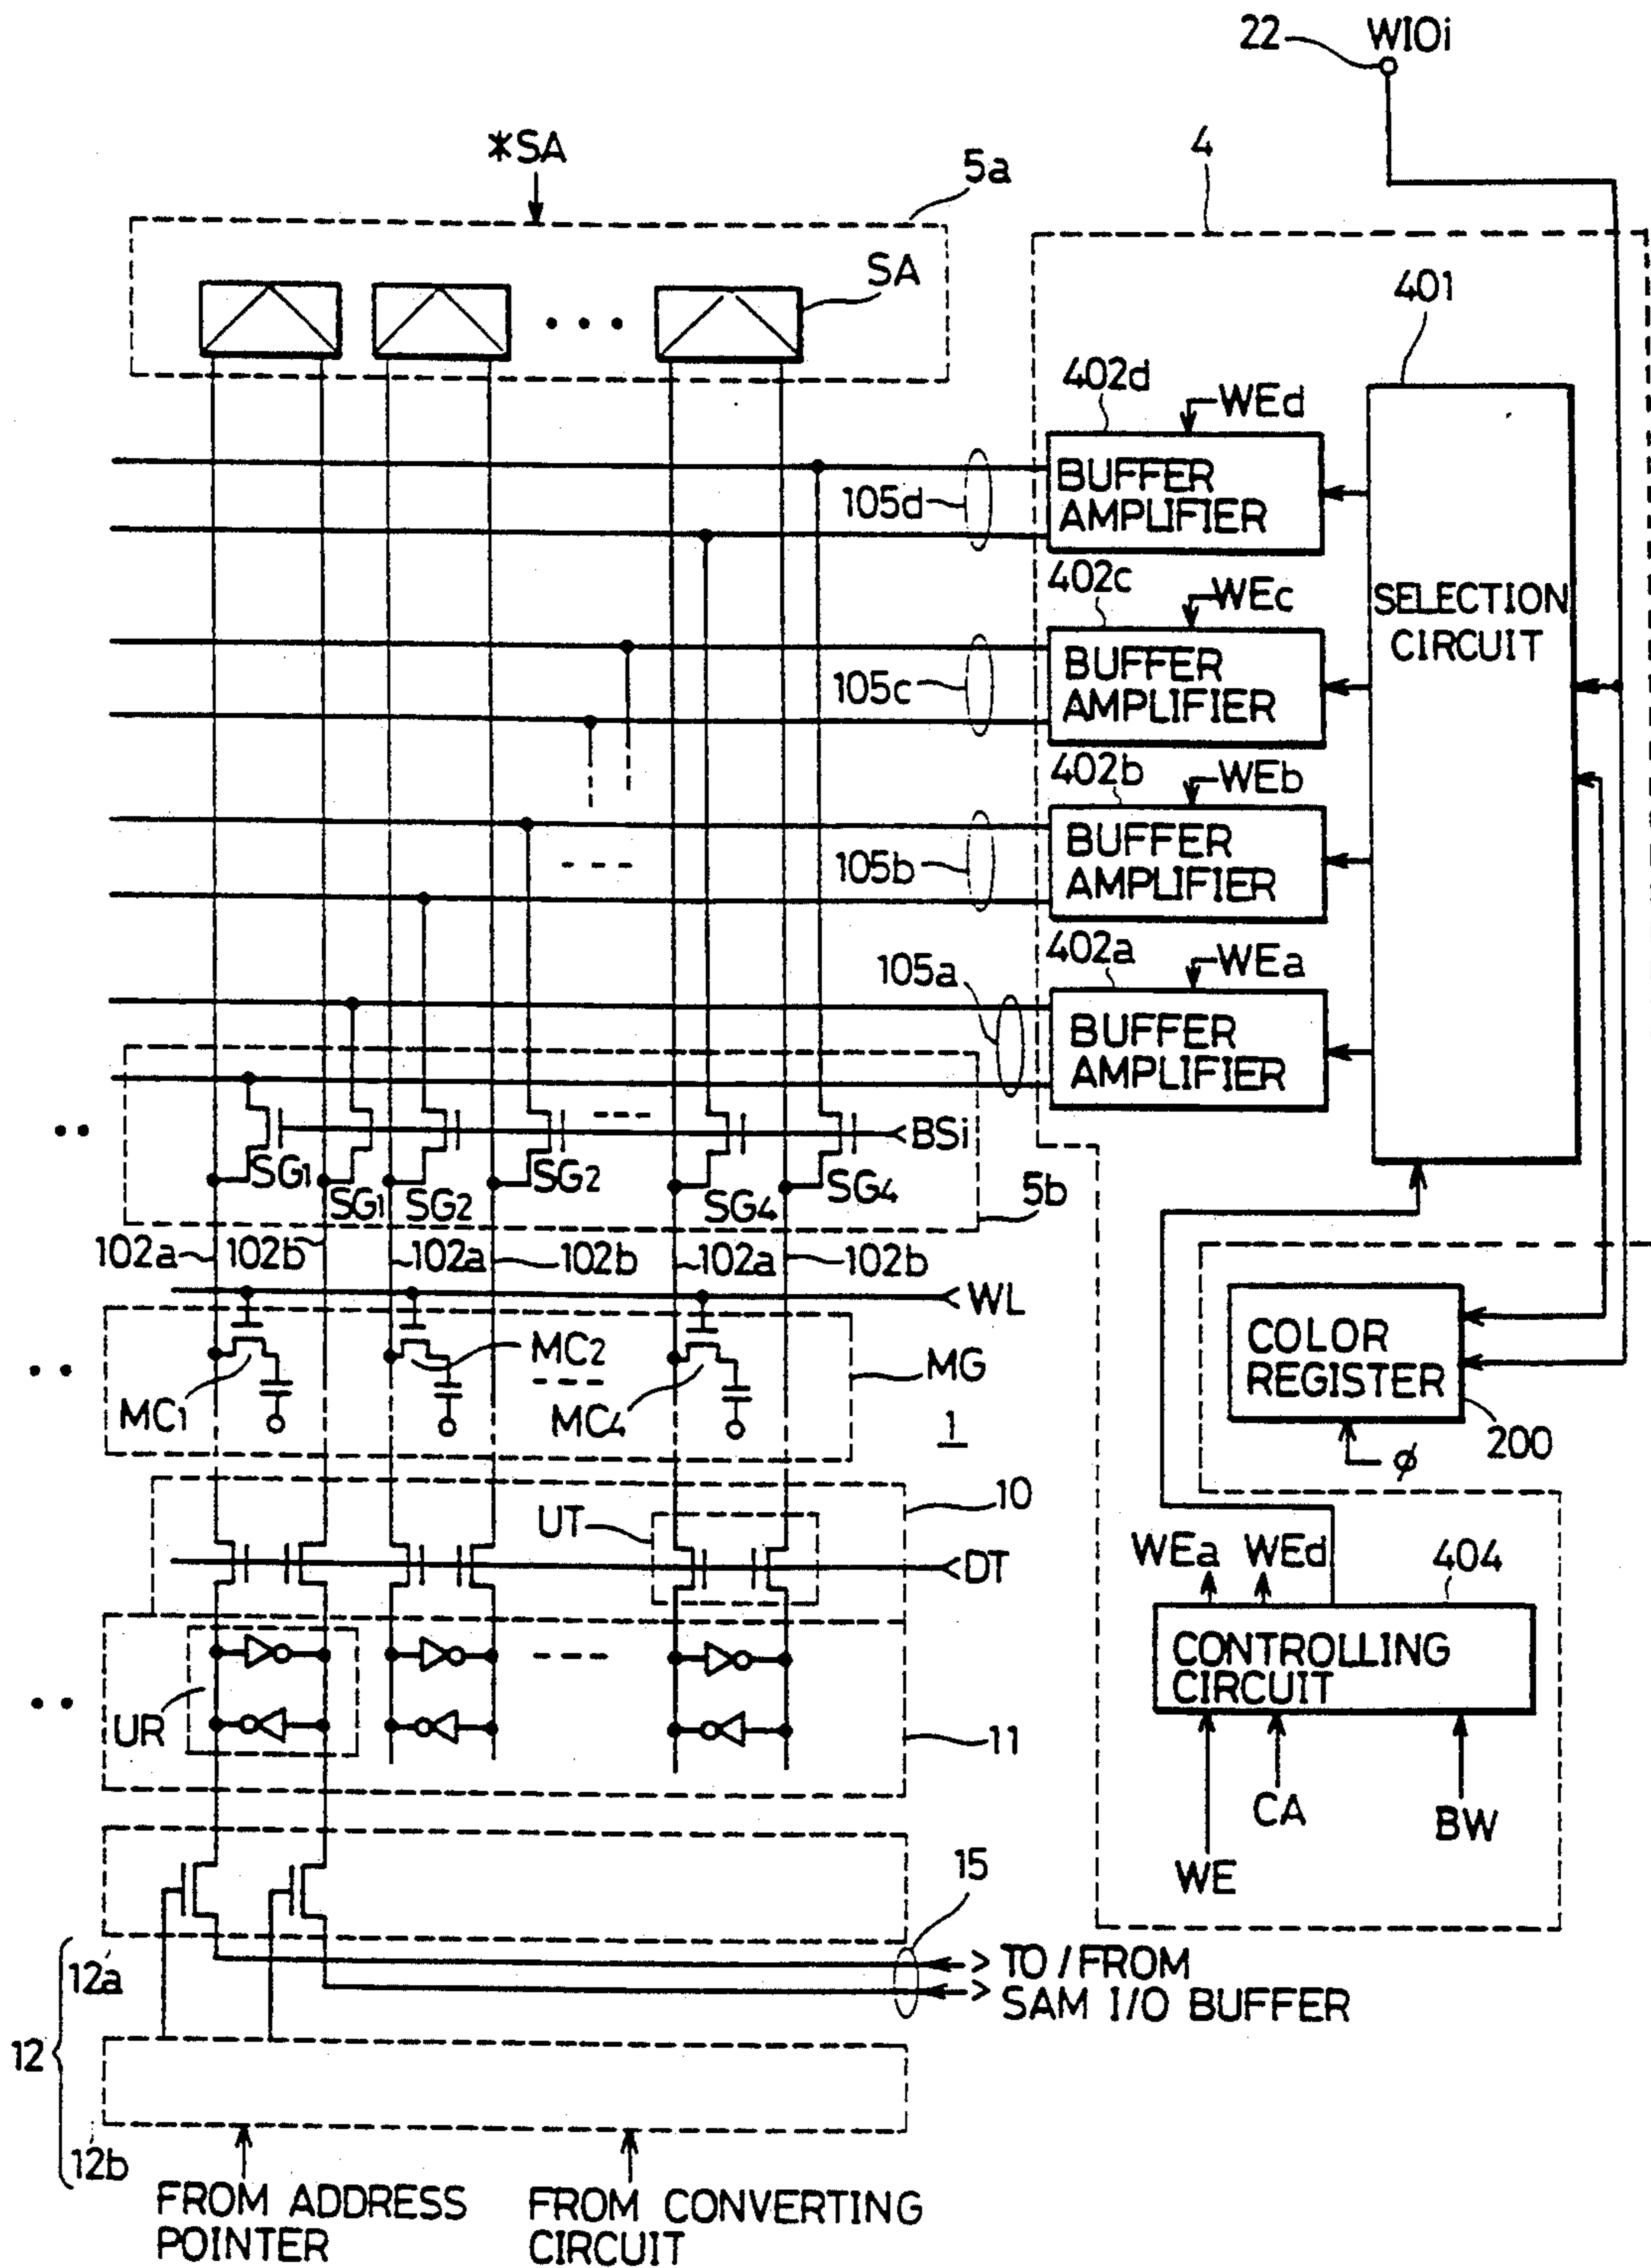 22 WIOi
*SA
5a
4
SA
401
402d
WEd
105d
BUFFER
AMPLIFIER
402c
WEc
SELECTION
CIRCUIT
105c
BUFFER
AMPLIFIER
402b
WEb
105b
BUFFER
AMPLIFIER
402a
WEa
105a
BUFFER
AMPLIFIER
BSi
SG1
SG1
SG2
SG2
SG4
SG4
5b
102a
102b
102a
102b
102a
102b
WL
MC1
MC2
MC4
MG
1
COLOR
REGISTER
200
φ
10
UT
DT
WEa
WEd
404
CONTROLLING
CIRCUIT
UR
11
CA
BW
WE
15
12a
TO/FROM
SAM I/O BUFFER
12
12b
FROM ADDRESS
POINTER
FROM CONVERTING
CIRCUIT